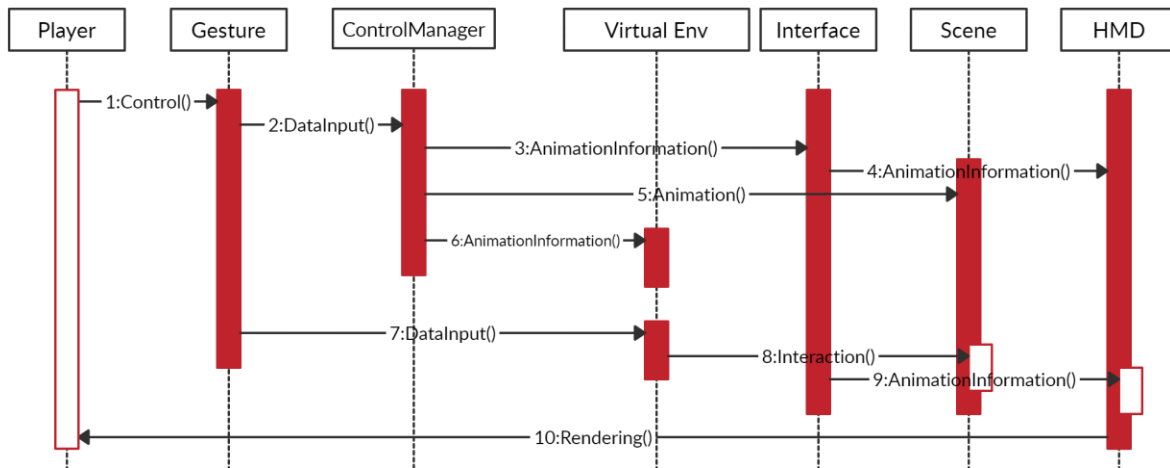 Player
Gesture
ControlManager
Virtual Env
Interface
Scene
HMD
1:Control()
2:DataInput()
3:AnimationInformation()
4:AnimationInformation()
5:Animation()
6:AnimationInformation()
7:DataInput()
8:Interaction()
9:AnimationInformation()
10:Rendering()